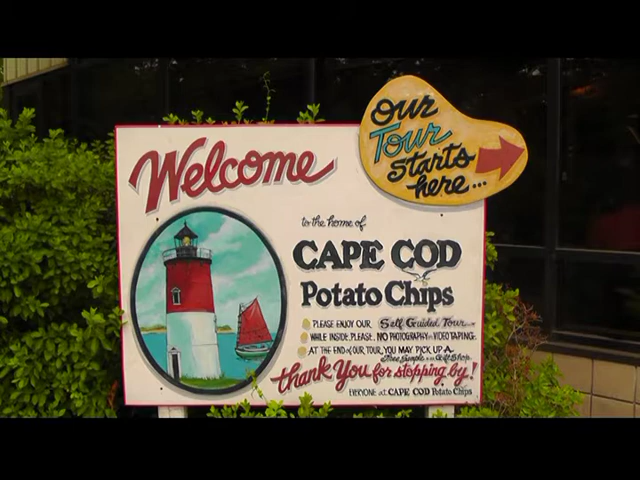 our
Tour
starts
here...
Welcome
to the home of
CAPE COD
Potato Chips
PLEASE ENJOY OUR Self Guided Tour
WHILE INSIDE, PLEASE, NO PHOTOGRAPHY or VIDEO TAPING.
AT THE END of OUR TOUR, YOU MAY PICK UP A
Free Sample in Gift Shop
thank You for stopping by!
EVERYONE at CAPE COD Potato Chips